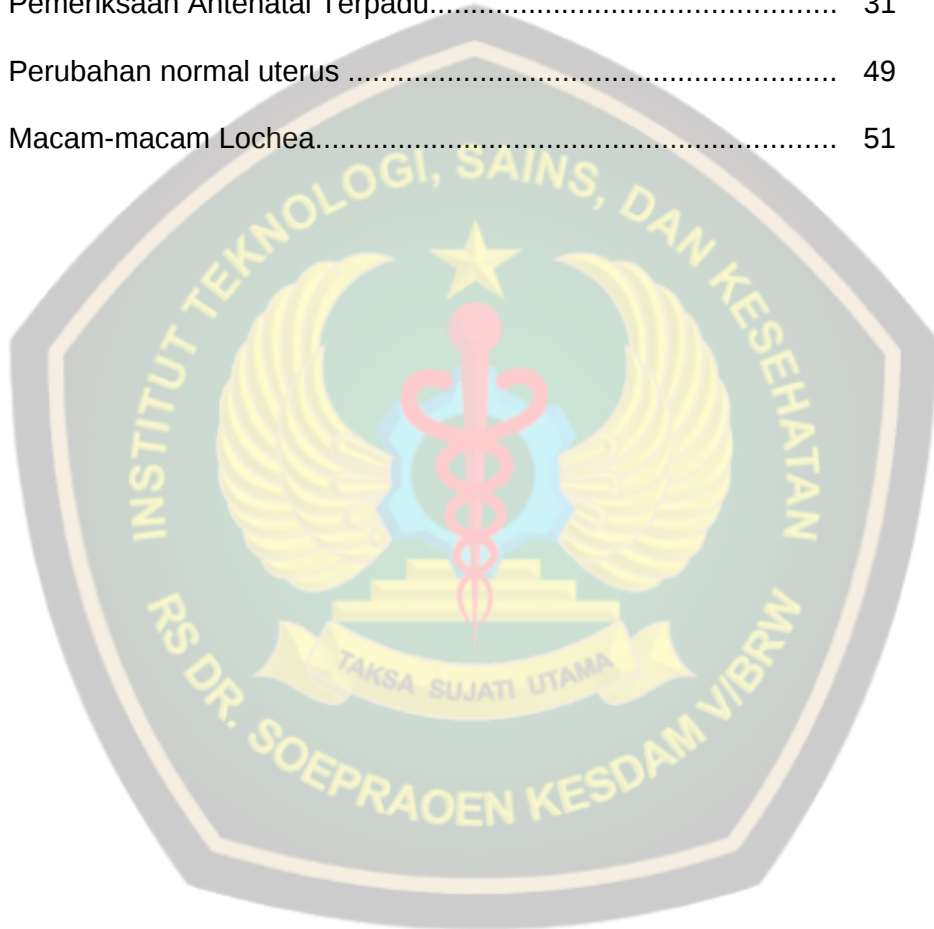 Pemeriksaan Antenatal Terpadu............................................... 31
Perubahan normal uterus ........................................................ 49
Macam-macam Lochea............................................................ 51
INSTITUT TEKNOLOGI, SAINS, DAN KESEHATAN
TAKSA SUJATI UTAMA
RS DR. SOEPRAOEN KESDAM V/BRW